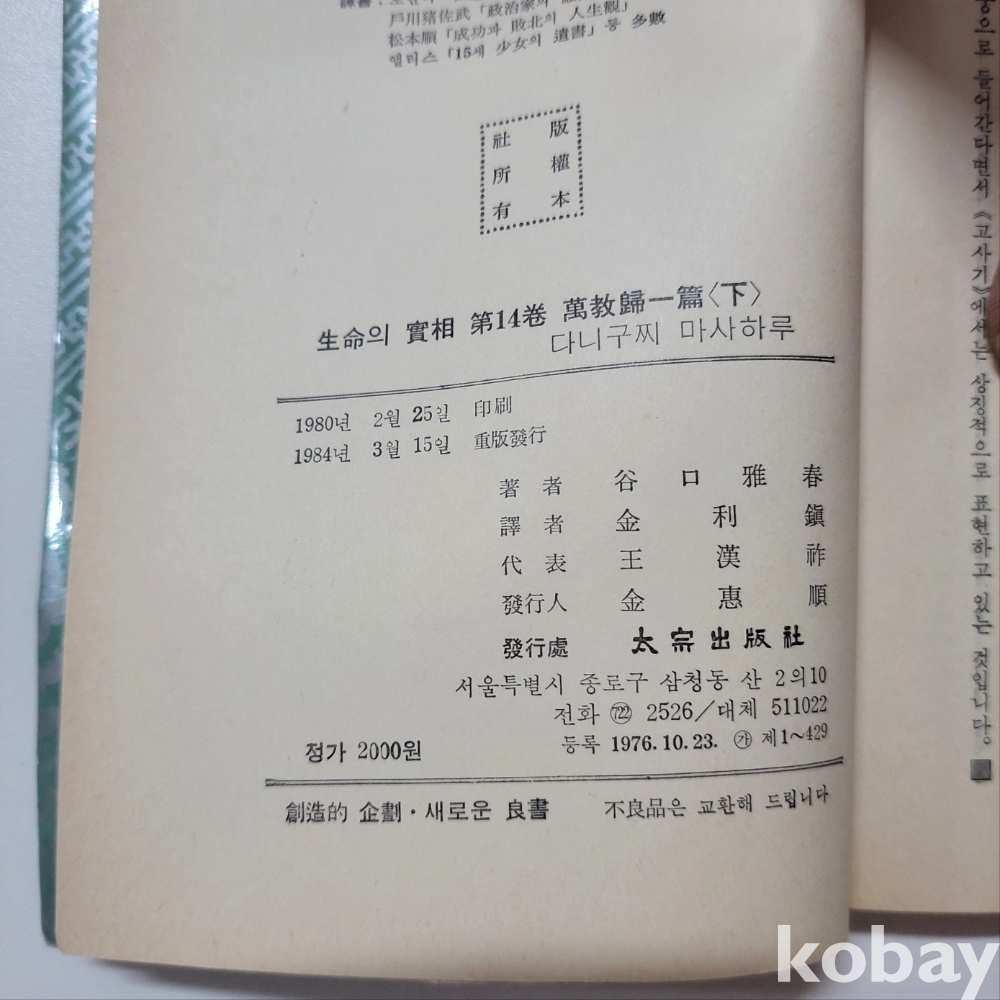 戶川猪佐武「政治家의
松本順「成功과 敗北의 人生觀」
앨리스「15세 少女의 遺書」등 多數
版權本
社所有
生命의 實相 第14卷 萬教歸一篇〈下〉
다니구찌 마사하루
1980년 2월 25일 印刷
1984년 3월 15일 重版發行
著者 谷口雅春
譯者 金利鎭
代表 王漢祚
發行人 金惠順
發行處 太宗出版社
서울특별시 종로구 삼청동 산 2의10
전화 722 2526/대체 511022
등록 1976.10.23. ㉮ 제1~429
정가 2000원
創造的 企劃·새로운 良書 不良品은 교환해 드립니다
으로 들어간다면서 《고사기》에서는 상징적으로 표현하고 있는 것입니다.
kobay